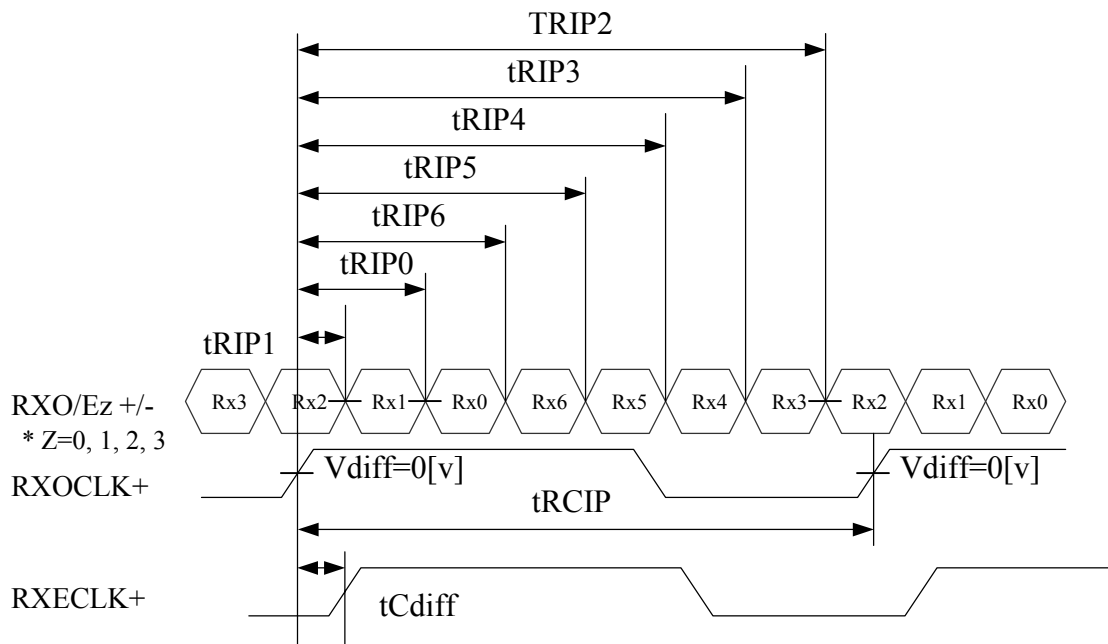 TRIP2
tRIP3
tRIP4
tRIP5
tRIP6
tRIP0
tRIP1
RXO/Ez +/- Rx3 Rx2 Rx1 Rx0 Rx6 Rx5 Rx4 Rx3 Rx2 Rx1 Rx0
* Z=0, 1, 2, 3
RXOCLK+ Vdiff=0[v] Vdiff=0[v]
tRCIP
RXECLK+ tCdiff